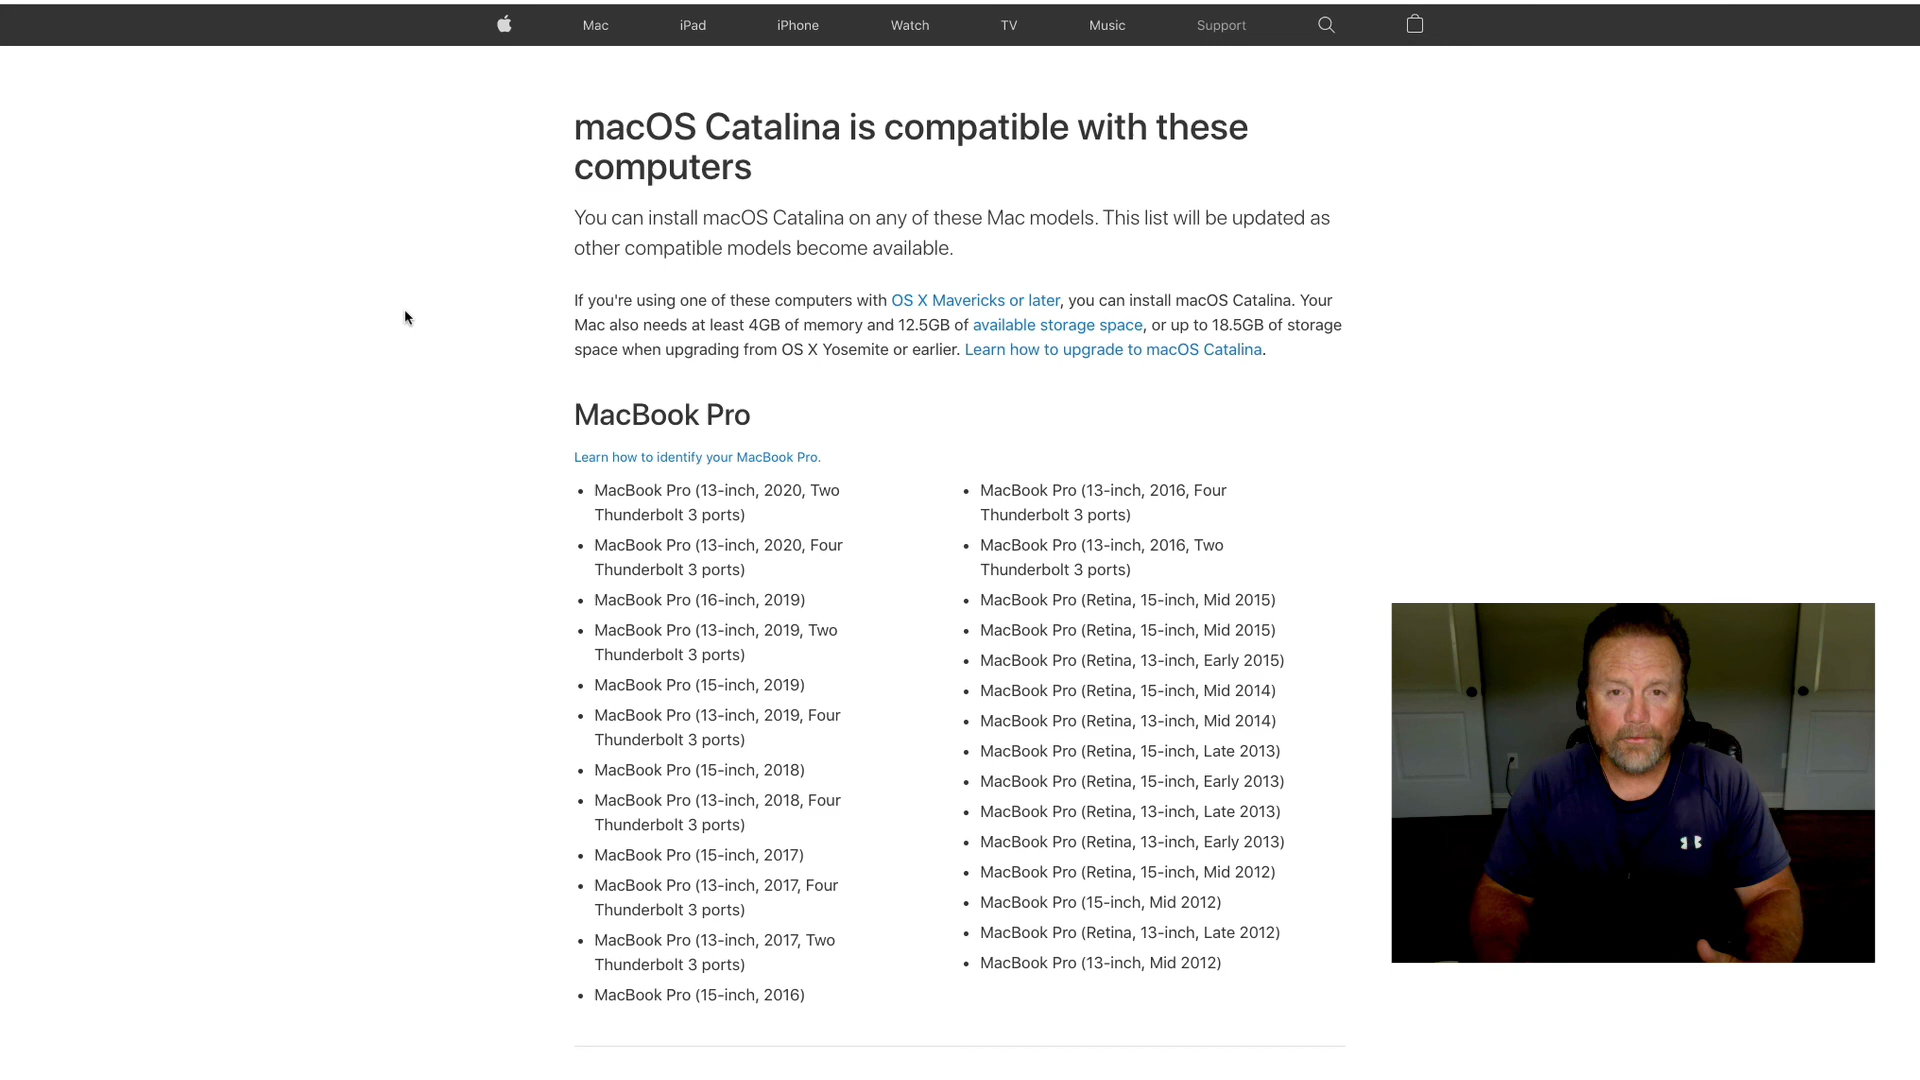 Mac
iPad
iPhone
Watch
TV
Music
Support
macOS Catalina is compatible with these
computers
You can install macOS Catalina on any of these Mac models. This list will be updated as
other compatible models become available.
If you're using one of these computers with OS X Mavericks or later, you can install macOS Catalina. Your
Mac also needs at least 4GB of memory and 12.5GB of available storage space, or up to 18.5GB of storage
space when upgrading from OS X Yosemite or earlier. Learn how to upgrade to macOS Catalina.
MacBook Pro
Learn how to identify your MacBook Pro.
• MacBook Pro (13-inch, 2020, Two
Thunderbolt 3 ports)
• MacBook Pro (13-inch, 2020, Four
Thunderbolt 3 ports)
• MacBook Pro (16-inch, 2019)
• MacBook Pro (13-inch, 2019, Two
Thunderbolt 3 ports)
• MacBook Pro (15-inch, 2019)
• MacBook Pro (13-inch, 2019, Four
Thunderbolt 3 ports)
• MacBook Pro (15-inch, 2018)
• MacBook Pro (13-inch, 2018, Four
Thunderbolt 3 ports)
• MacBook Pro (15-inch, 2017)
• MacBook Pro (13-inch, 2017, Four
Thunderbolt 3 ports)
• MacBook Pro (13-inch, 2017, Two
Thunderbolt 3 ports)
• MacBook Pro (15-inch, 2016)
• MacBook Pro (13-inch, 2016, Four
Thunderbolt 3 ports)
• MacBook Pro (13-inch, 2016, Two
Thunderbolt 3 ports)
• MacBook Pro (Retina, 15-inch, Mid 2015)
• MacBook Pro (Retina, 15-inch, Mid 2015)
• MacBook Pro (Retina, 13-inch, Early 2015)
• MacBook Pro (Retina, 15-inch, Mid 2014)
• MacBook Pro (Retina, 13-inch, Mid 2014)
• MacBook Pro (Retina, 15-inch, Late 2013)
• MacBook Pro (Retina, 15-inch, Early 2013)
• MacBook Pro (Retina, 13-inch, Late 2013)
• MacBook Pro (Retina, 13-inch, Early 2013)
• MacBook Pro (Retina, 15-inch, Mid 2012)
• MacBook Pro (15-inch, Mid 2012)
• MacBook Pro (Retina, 13-inch, Late 2012)
• MacBook Pro (13-inch, Mid 2012)